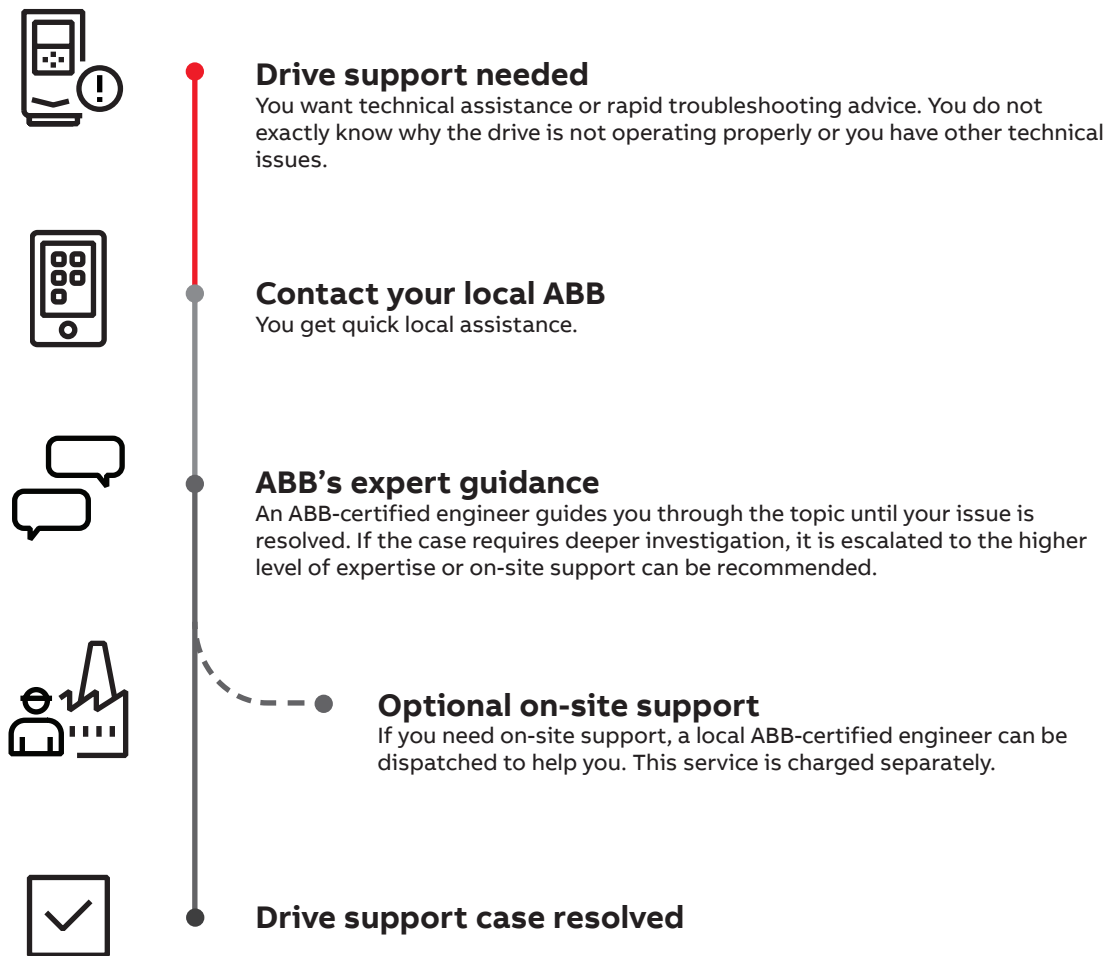 Drive support needed
You want technical assistance or rapid troubleshooting advice. You do not
exactly know why the drive is not operating properly or you have other technical
issues.
Contact your local ABB
You get quick local assistance.
ABB’s expert guidance
An ABB-certified engineer guides you through the topic until your issue is
resolved. If the case requires deeper investigation, it is escalated to the higher
level of expertise or on-site support can be recommended.
Optional on-site support
If you need on-site support, a local ABB-certified engineer can be
dispatched to help you. This service is charged separately.
Drive support case resolved